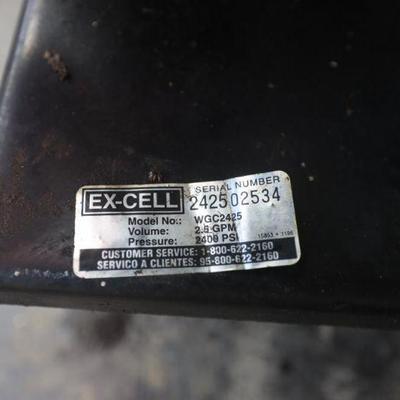 EX-CELL
SERIAL NUMBER
242502534
Model No.: WGC2425
Volume: 2.5 GPM
Pressure: 2400 PSI
CUSTOMER SERVICE: 1-800-622-2160
SERVICO A CLIENTES: 95-800-622-2160